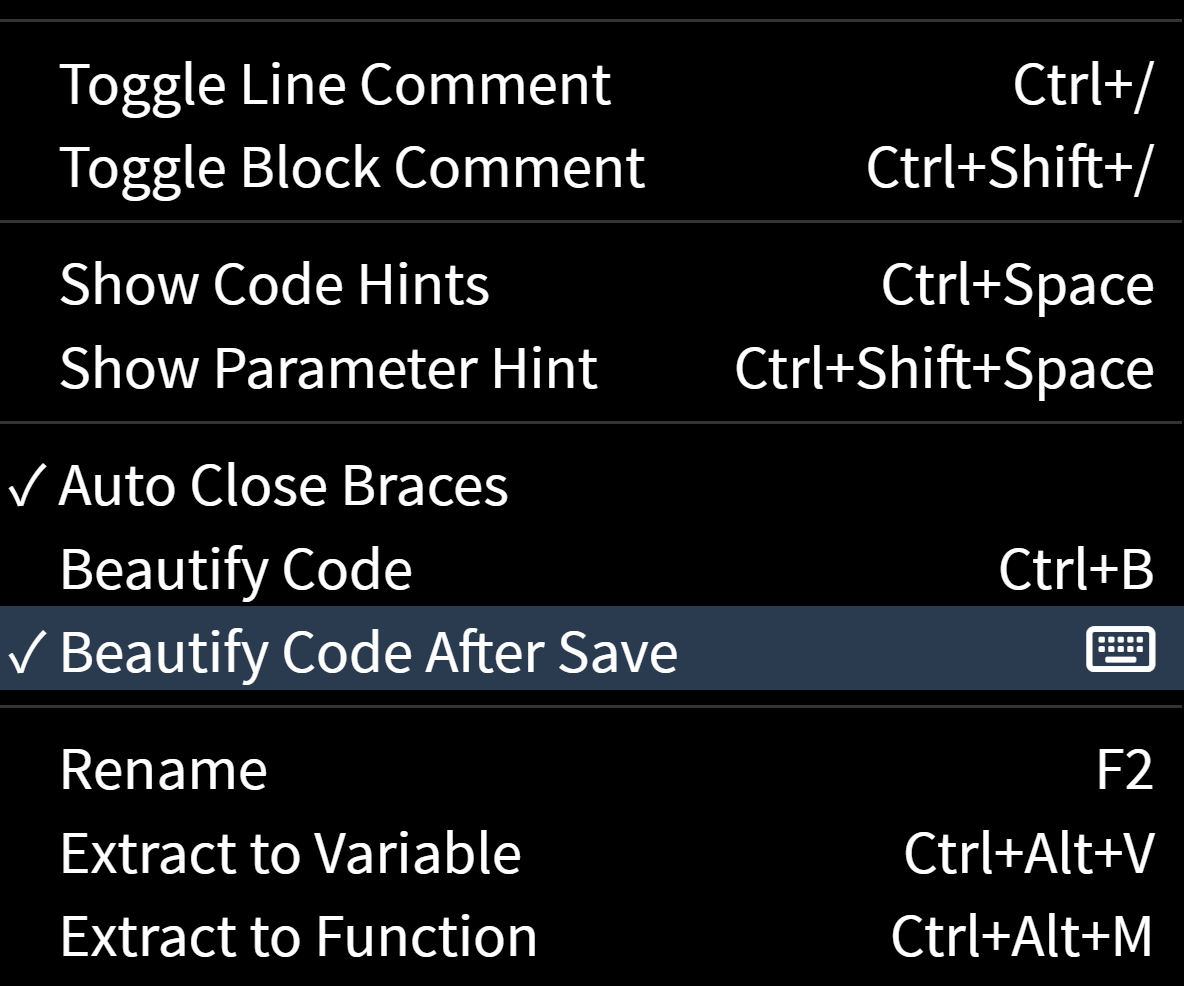 Toggle Line Comment Ctrl+/
Toggle Block Comment Ctrl+Shift+/
Show Code Hints Ctrl+Space
Show Parameter Hint Ctrl+Shift+Space
✓ Auto Close Braces
Beautify Code Ctrl+B
✓ Beautify Code After Save
Rename F2
Extract to Variable Ctrl+Alt+V
Extract to Function Ctrl+Alt+M